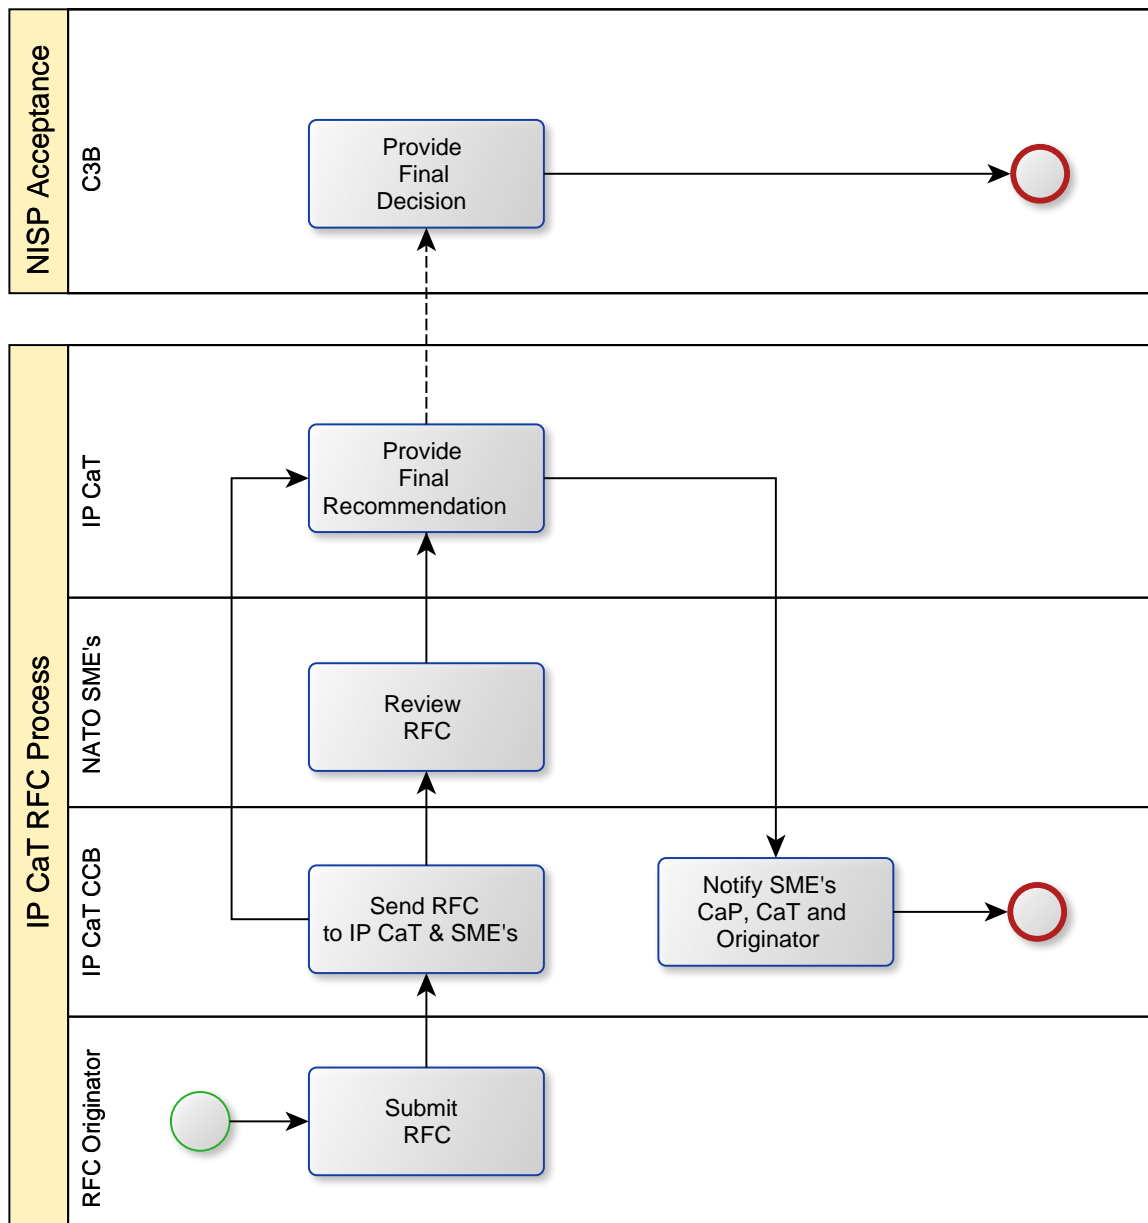 NISP Acceptance
C3B
Provide
Final
Decision
IP CaT RFC Process
IP CaT
Provide
Final
Recommendation
NATO SME's
Review
RFC
IP CaT CCB
Send RFC
to IP CaT & SME's
Notify SME's
CaP, CaT and
Originator
RFC Originator
Submit
RFC